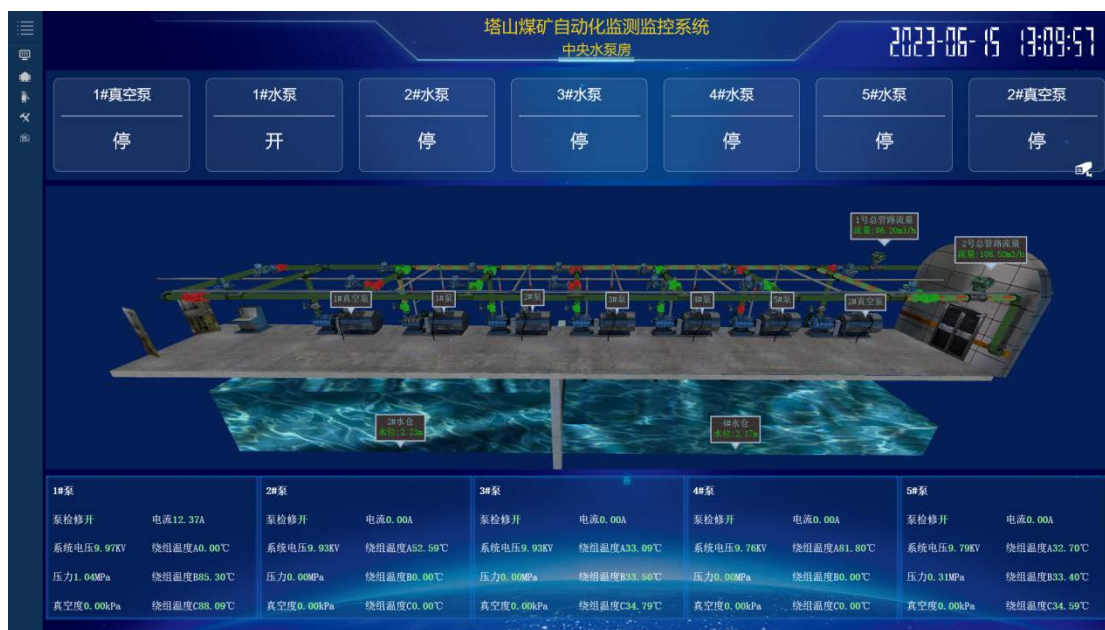 塔山煤矿自动化监测监控系统
中央水泵房
2023-06-15 13:09:57
1#真空泵
停
1#水泵
开
2#水泵
停
3#水泵
停
4#水泵
停
5#水泵
停
2#真空泵
停
1号总管路流量
流量:96.20m3/h
2号总管路流量
流量:188.50m3/h
1#真空泵
1#泵
2#泵
3#泵
4#泵
5#泵
2#真空泵
水位:2.23m
4#水仓
水位:2.17m
1#泵
泵检修开 电流12.37A
系统电压9.97KV 绕组温度A0.00℃
压力1.04MPa 绕组温度B85.30℃
真空度0.00kPa 绕组温度C88.09℃
2#泵
泵检修开 电流0.00A
系统电压9.93KV 绕组温度A52.59℃
压力0.00MPa 绕组温度B0.00℃
真空度0.00kPa 绕组温度C0.00℃
3#泵
泵检修开 电流0.00A
系统电压9.93KV 绕组温度A33.09℃
压力0.00MPa 绕组温度B33.50℃
真空度0.00kPa 绕组温度C34.79℃
4#泵
泵检修开 电流0.00A
系统电压9.76KV 绕组温度A81.80℃
压力0.00MPa 绕组温度B0.00℃
真空度0.00kPa 绕组温度C0.00℃
5#泵
泵检修开 电流0.00A
系统电压9.79KV 绕组温度A32.70℃
压力0.31MPa 绕组温度B33.40℃
真空度0.00kPa 绕组温度C34.59℃